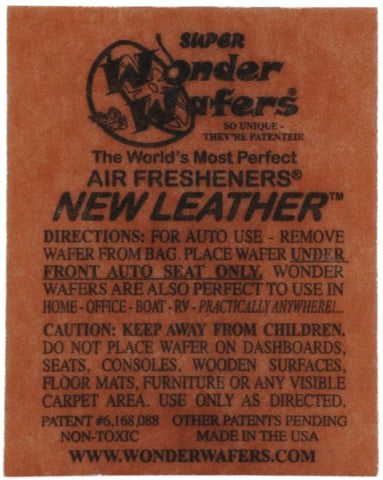 SUPER
Wonder
Wafers®
SO UNIQUE -
THEY'RE PATENTED!
The World's Most Perfect
AIR FRESHENERS®
NEW LEATHER™
DIRECTIONS: FOR AUTO USE - REMOVE
WAFER FROM BAG. PLACE WAFER UNDER
FRONT AUTO SEAT ONLY. WONDER
WAFERS ARE ALSO PERFECT TO USE IN
HOME - OFFICE - BOAT - RV - PRACTICALLY ANYWHERE!...
CAUTION: KEEP AWAY FROM CHILDREN.
DO NOT PLACE WAFER ON DASHBOARDS,
SEATS, CONSOLES, WOODEN SURFACES,
FLOOR MATS, FURNITURE OR ANY VISIBLE
CARPET AREA. USE ONLY AS DIRECTED.
PATENT #6,168,088 OTHER PATENTS PENDING
NON-TOXIC MADE IN THE USA
WWW.WONDERWAFERS.COM